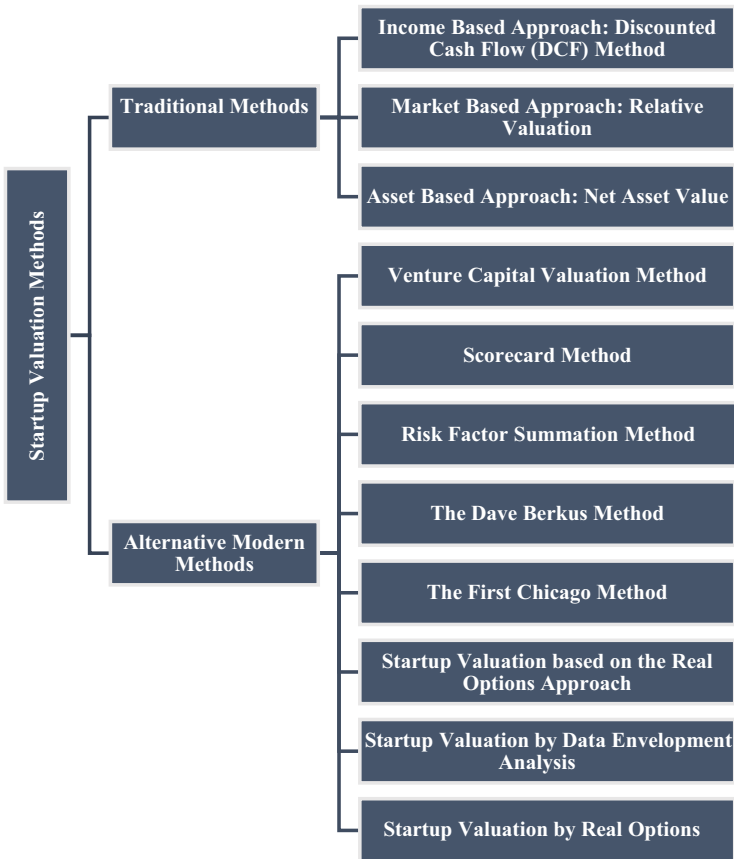 Startup Valuation Methods
Traditional Methods
Income Based Approach: Discounted
Cash Flow (DCF) Method
Market Based Approach: Relative
Valuation
Asset Based Approach: Net Asset Value
Alternative Modern
Methods
Venture Capital Valuation Method
Scorecard Method
Risk Factor Summation Method
The Dave Berkus Method
The First Chicago Method
Startup Valuation based on the Real
Options Approach
Startup Valuation by Data Envelopment
Analysis
Startup Valuation by Real Options